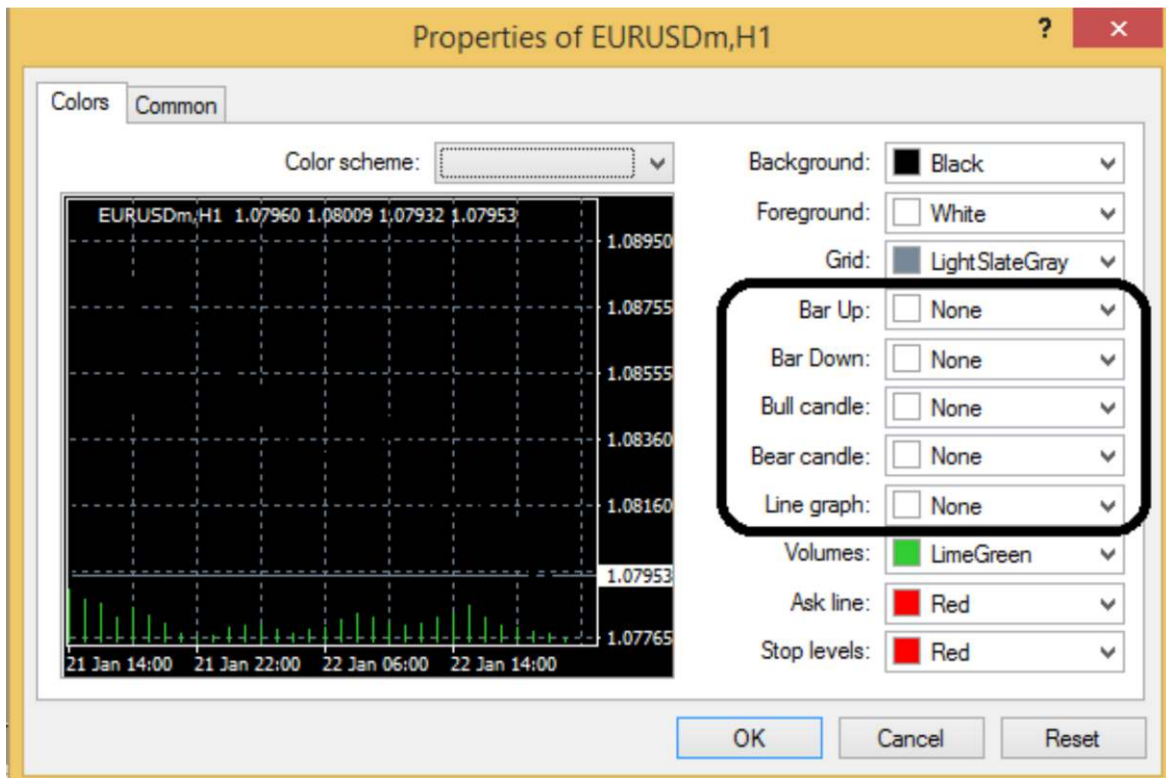 Properties of EURUSDm,H1
?
Colors
Common
Color scheme:
EURUSDm,H1 1.07960 1.08009 1.07932 1.07953
1.08950
1.08755
1.08555
1.08360
1.08160
1.07953
1.07765
21 Jan 14:00 21 Jan 22:00 22 Jan 06:00 22 Jan 14:00
Background: Black
Foreground: White
Grid: LightSlateGray
Bar Up: None
Bar Down: None
Bull candle: None
Bear candle: None
Line graph: None
Volumes: LimeGreen
Ask line: Red
Stop levels: Red
OK
Cancel
Reset